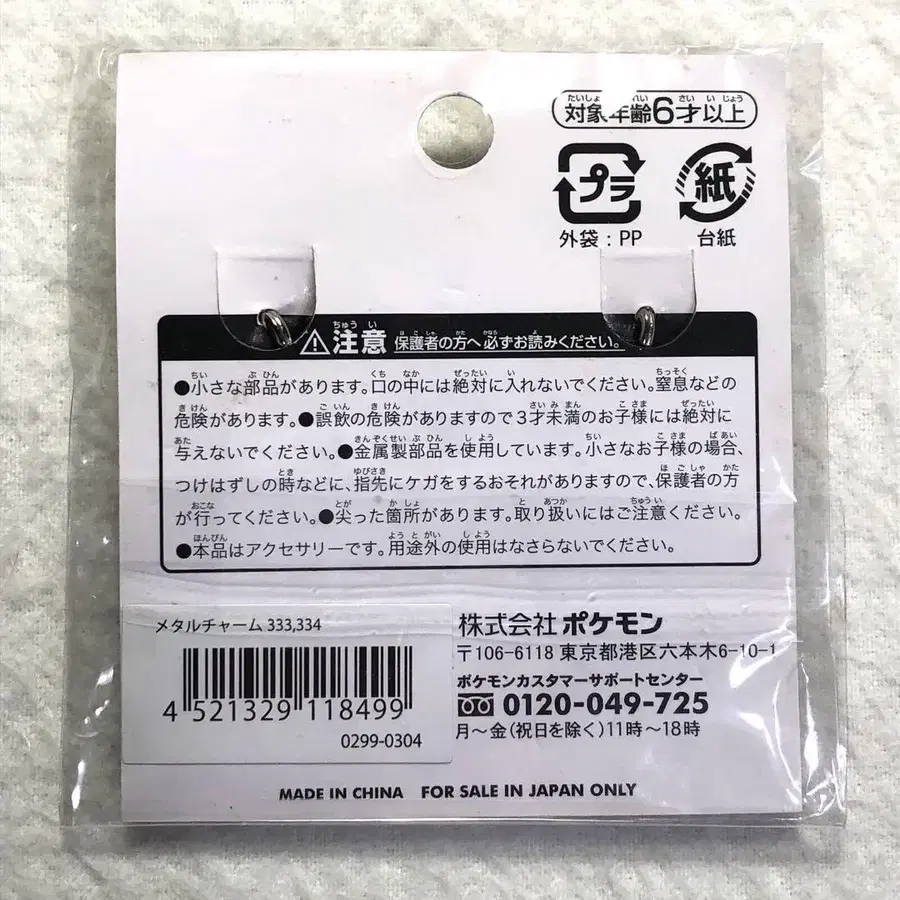 対象年齢6才以上
プラ
紙
外袋：PP
台紙
注意 保護者の方へ必ずお読みください。
●小さな部品があります。口の中には絶対に入れないでください。窒息などの
危険があります。●誤飲の危険がありますので3才未満のお子様には絶対に
与えないでください。●金属製部品を使用しています。小さなお子様の場合、
つけはずしの時などに、指先にケガをするおそれがありますので、保護者の方
が行ってください。●尖った箇所があります。取り扱いにはご注意ください。
●本品はアクセサリーです。用途外の使用はなさらないでください。
メタルチャーム 333,334
4 521329 118499
0299-0304
株式会社 ポケモン
〒106-6118 東京都港区六本木6-10-1
ポケモンカスタマーサポートセンター
0120-049-725
月～金(祝日を除く)11時～18時
MADE IN CHINA FOR SALE IN JAPAN ONLY